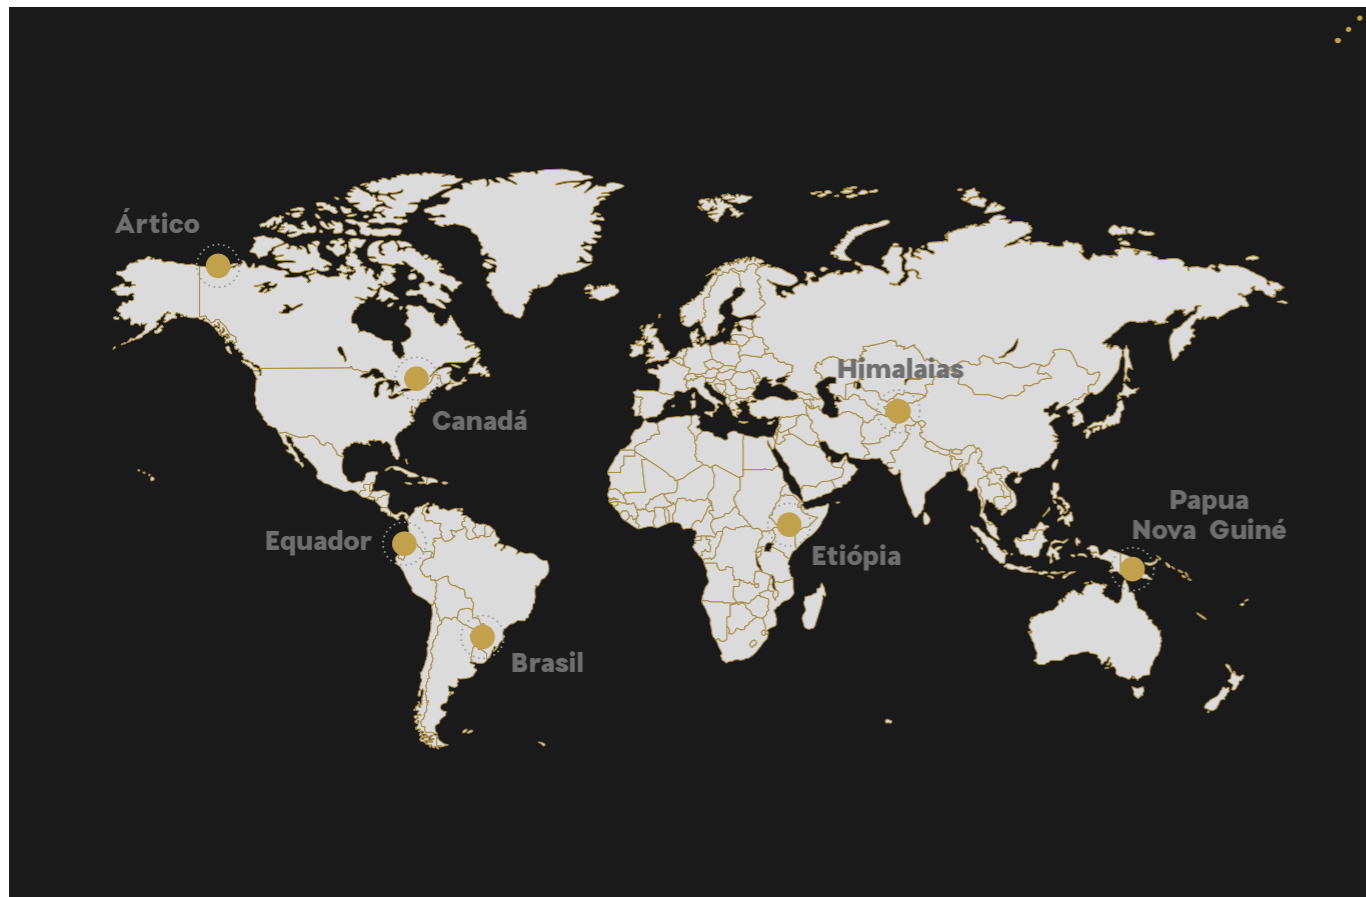 Ártico
Himalaias
Canadá
Papua
Nova Guiné
Equador
Etiópia
Brasil